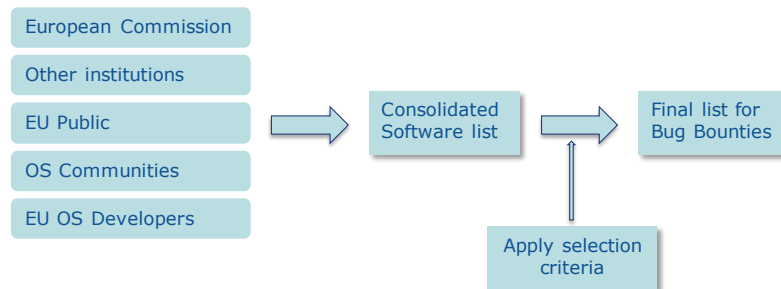 European Commission
Other institutions
EU Public
OS Communities
EU OS Developers
Consolidated
Software list
Final list for
Bug Bounties
Apply selection
criteria